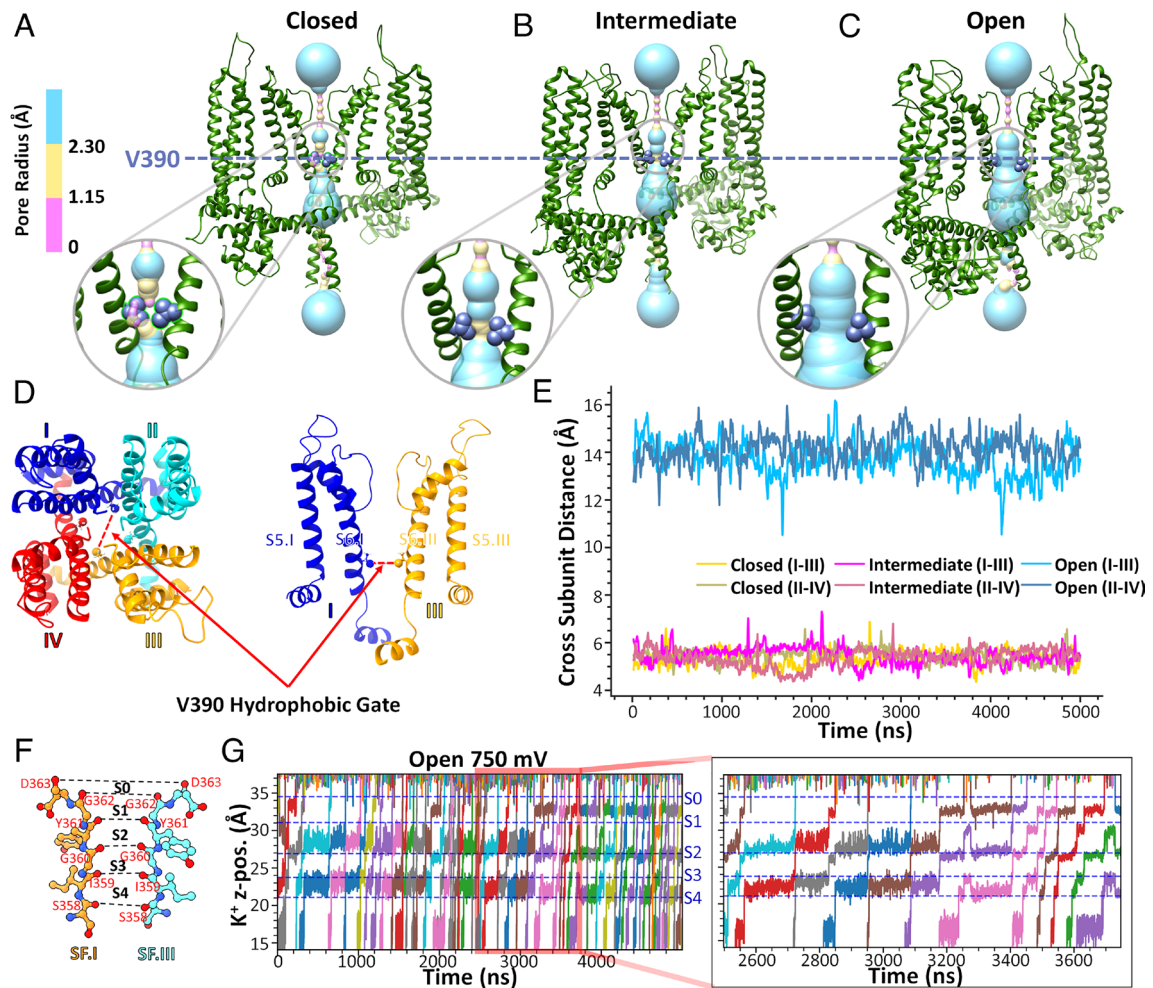 A
Closed
B
Intermediate
C
Open
Pore Radius (Å)
2.30
1.15
0
V390
D
I
II
IV
III
S5.I
S6.I
S6.III
S5.III
I
III
V390 Hydrophobic Gate
E
Cross Subunit Distance (Å)
16
14
12
10
8
6
4
Closed (I-III)
Intermediate (I-III)
Open (I-III)
Closed (II-IV)
Intermediate (II-IV)
Open (II-IV)
0
1000
2000
3000
4000
5000
Time (ns)
F
D363
D363
S0
G362
G362
S1
Y361
Y361
S2
G360
G360
S3
I359
I359
S4
S358
S358
SF.I
SF.III
G
Open 750 mV
K⁺ z-pos. (Å)
35
30
25
20
15
S0
S1
S2
S3
S4
0
1000
2000
3000
4000
Time (ns)
2600
2800
3000
3200
3400
3600
Time (ns)